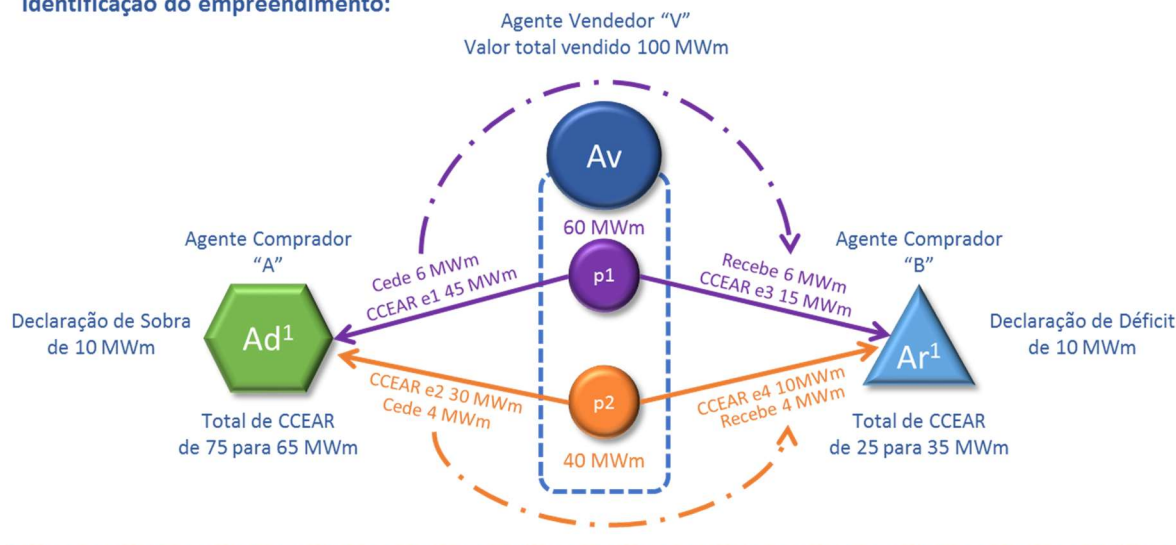 Identificação do empreendimento:
Agente Vendedor “V”
Valor total vendido 100 MWm
Av
60 MWm
p1
Agente Comprador
“A”
Cede 6 MWm
CCEAR e1 45 MWm
Recebe 6 MWm
CCEAR e3 15 MWm
Agente Comprador
“B”
Declaração de Sobra
de 10 MWm
Ad¹
Ar¹
Declaração de Déficit
de 10 MWm
CCEAR e2 30 MWm
Cede 4 MWm
p2
CCEAR e4 10MWm
Recebe 4 MWm
Total de CCEAR
de 75 para 65 MWm
40 MWm
Total de CCEAR
de 25 para 35 MWm